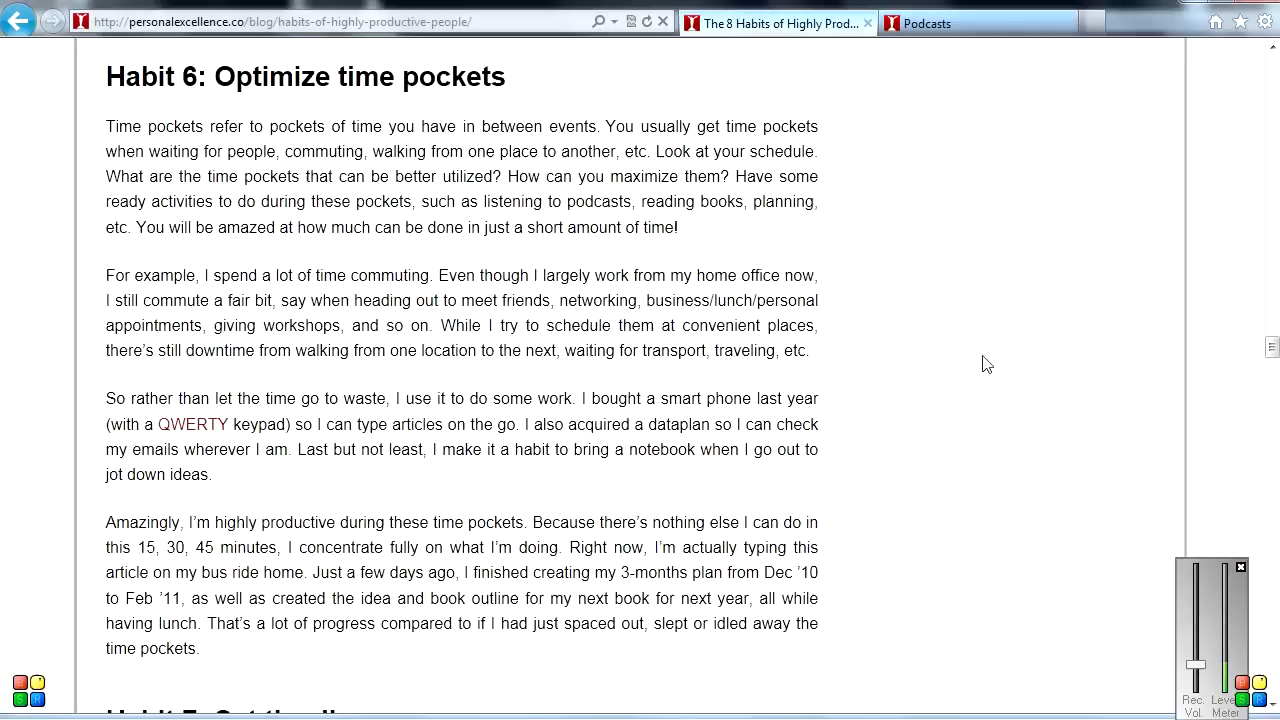 http://personalexcellence.co/blog/habits-of-highly-productive-people/
The 8 Habits of Highly Prod...
Podcasts
Habit 6: Optimize time pockets
Time pockets refer to pockets of time you have in between events. You usually get time pockets
when waiting for people, commuting, walking from one place to another, etc. Look at your schedule.
What are the time pockets that can be better utilized? How can you maximize them? Have some
ready activities to do during these pockets, such as listening to podcasts, reading books, planning,
etc. You will be amazed at how much can be done in just a short amount of time!
For example, I spend a lot of time commuting. Even though I largely work from my home office now,
I still commute a fair bit, say when heading out to meet friends, networking, business/lunch/personal
appointments, giving workshops, and so on. While I try to schedule them at convenient places,
there's still downtime from walking from one location to the next, waiting for transport, traveling, etc.
So rather than let the time go to waste, I use it to do some work. I bought a smart phone last year
(with a QWERTY keypad) so I can type articles on the go. I also acquired a dataplan so I can check
my emails wherever I am. Last but not least, I make it a habit to bring a notebook when I go out to
jot down ideas.
Amazingly, I'm highly productive during these time pockets. Because there's nothing else I can do in
this 15, 30, 45 minutes, I concentrate fully on what I'm doing. Right now, I'm actually typing this
article on my bus ride home. Just a few days ago, I finished creating my 3-months plan from Dec '10
to Feb '11, as well as created the idea and book outline for my next book for next year, all while
having lunch. That's a lot of progress compared to if I had just spaced out, slept or idled away the
time pockets.
Rec. Vol.
Level Meter